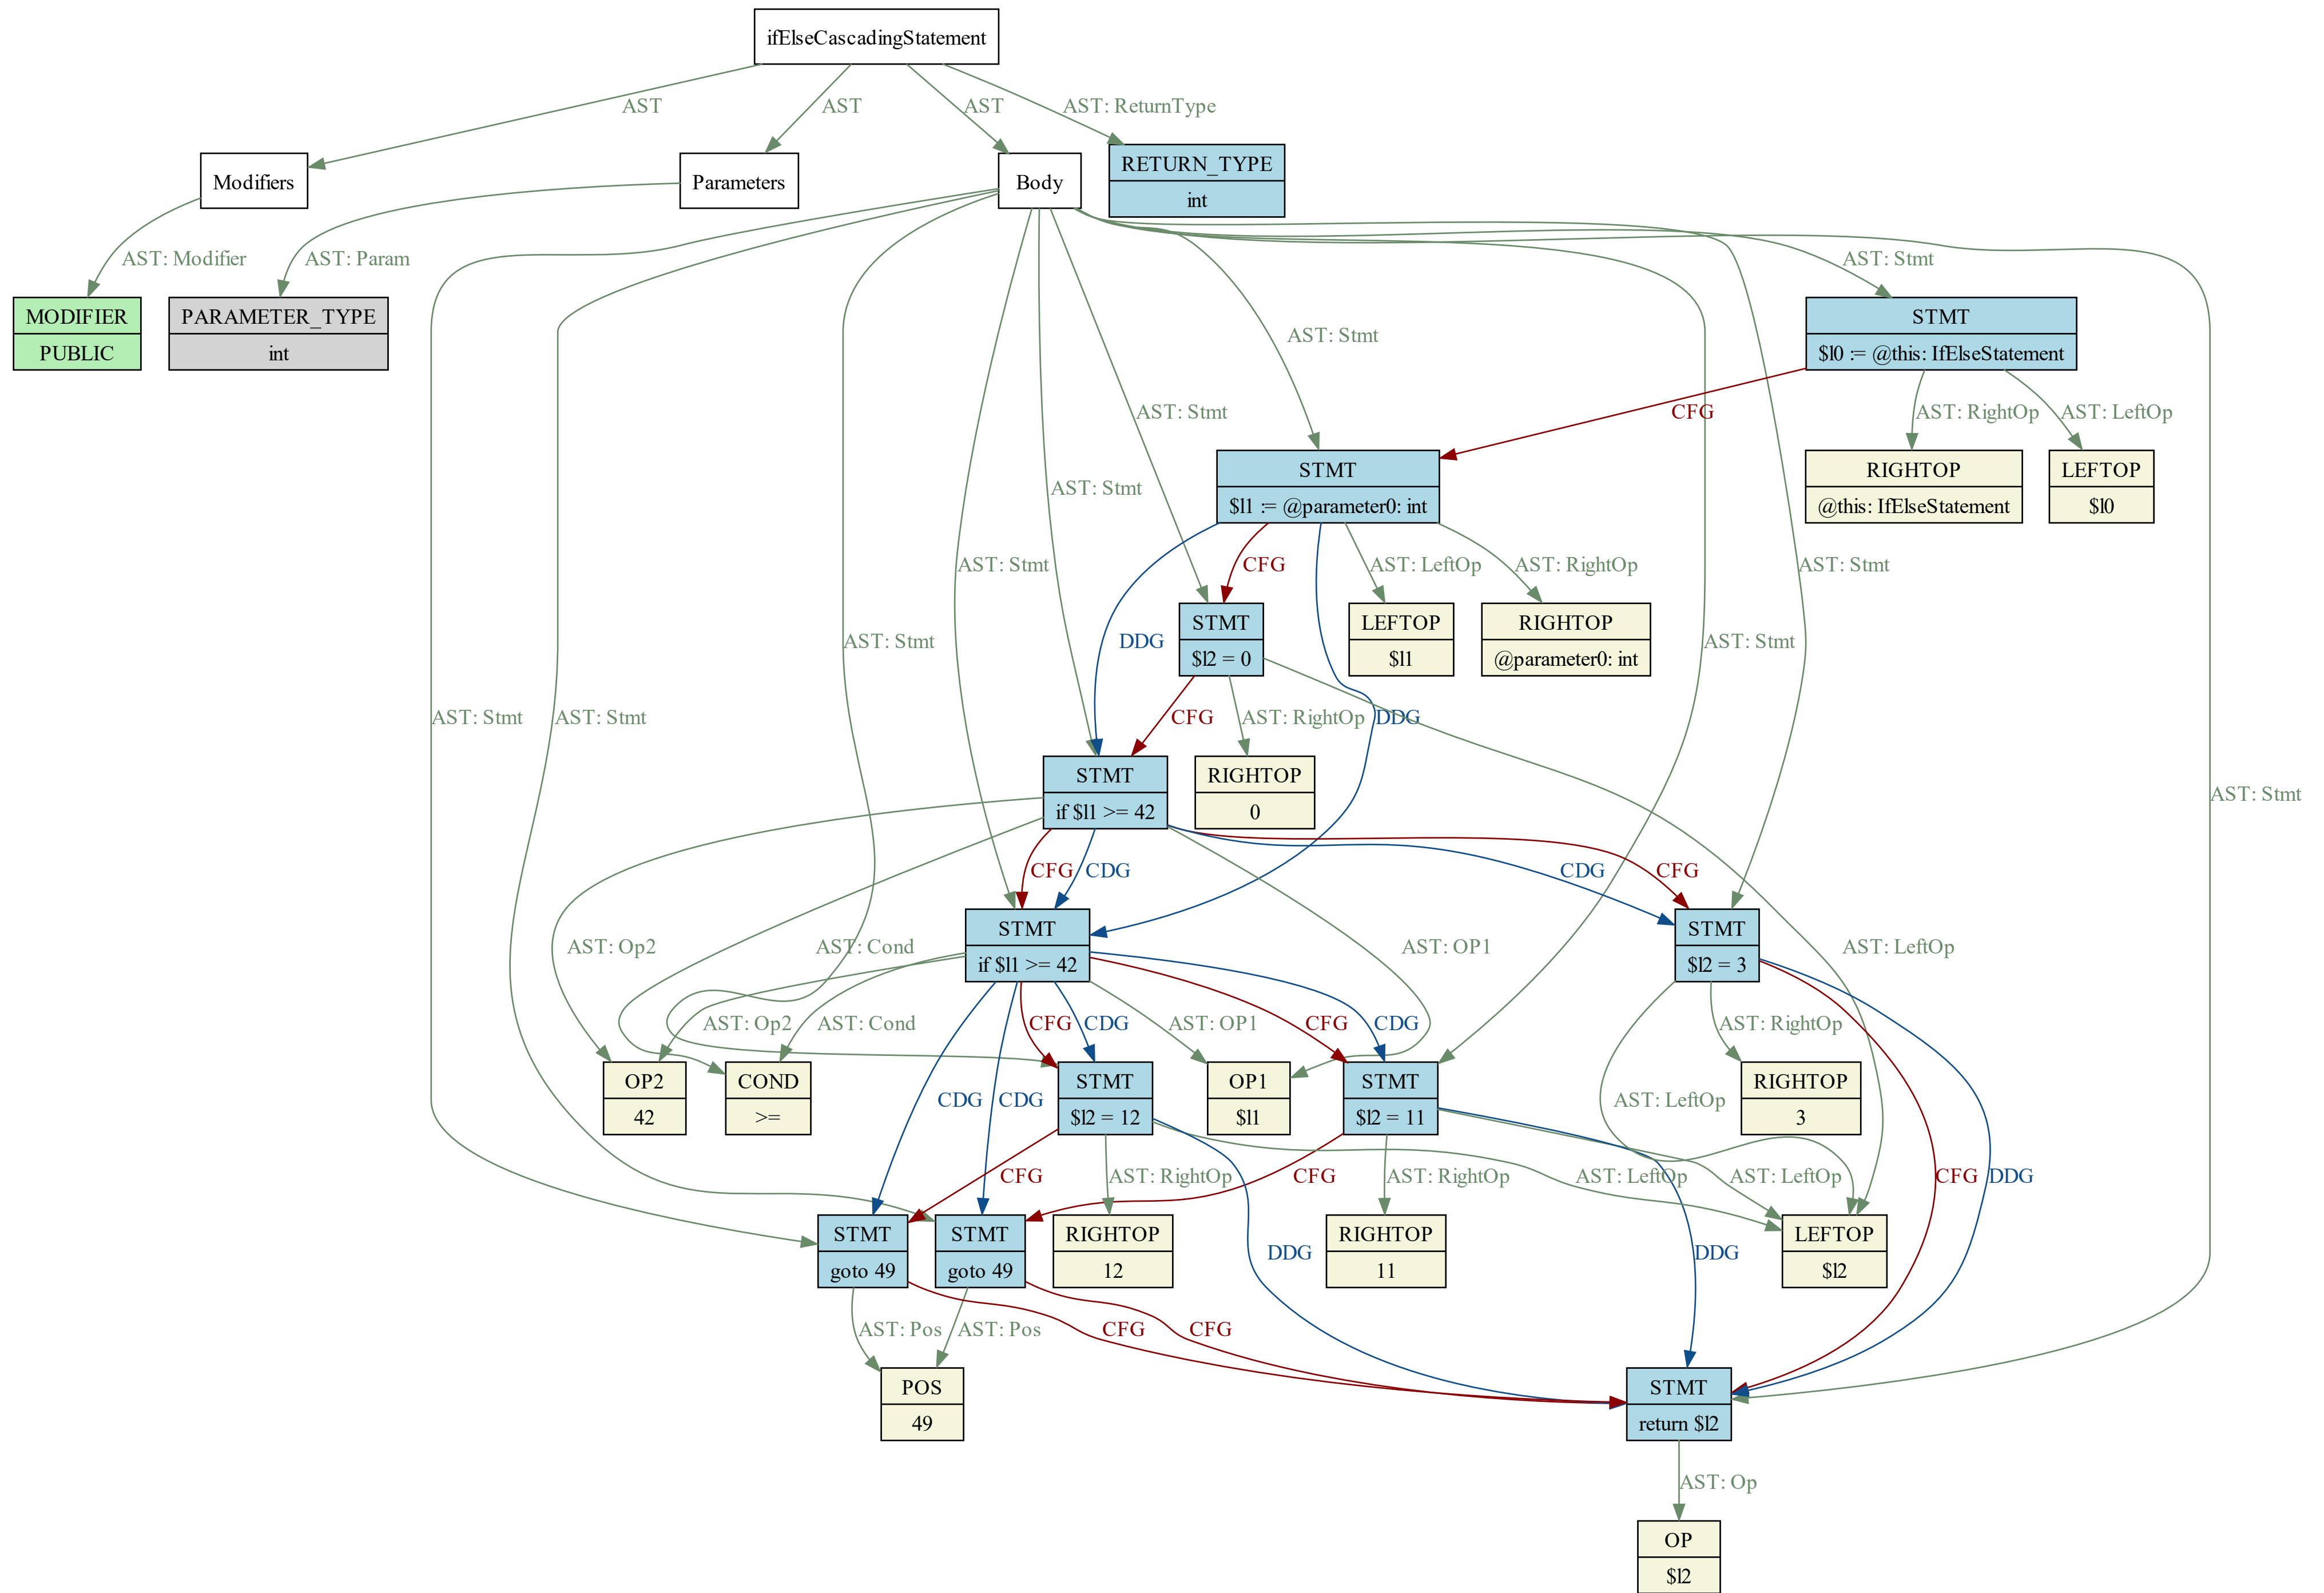 ifElseCascadingStatement
AST
AST
AST
AST: ReturnType
Modifiers
Parameters
Body
RETURN_TYPE
int
AST: Modifier
AST: Param
AST: Stmt
MODIFIER
PUBLIC
PARAMETER_TYPE
int
AST: Stmt
STMT
$l0 := @this: IfElseStatement
AST: Stmt
CFG
AST: RightOp
AST: LeftOp
AST: Stmt
STMT
$l1 := @parameter0: int
RIGHTOP
@this: IfElseStatement
LEFTOP
$l0
AST: Stmt
CFG
AST: LeftOp
AST: RightOp
AST: Stmt
AST: Stmt
DDG
STMT
$l2 = 0
LEFTOP
$l1
RIGHTOP
@parameter0: int
AST: Stmt
AST: Stmt
AST: Stmt
CFG
AST: RightOp
DDG
STMT
if $l1 >= 42
RIGHTOP
0
AST: Stmt
CFG
CDG
CDG
CFG
AST: Op2
AST: Cond
STMT
if $l1 >= 42
AST: OP1
STMT
$l2 = 3
AST: LeftOp
AST: Op2
AST: Cond
CFG
CDG
AST: OP1
CFG
CDG
AST: RightOp
OP2
42
COND
>=
CDG
CDG
STMT
$l2 = 12
OP1
$l1
STMT
$l2 = 11
AST: LeftOp
RIGHTOP
3
CFG
AST: RightOp
CFG
AST: RightOp
AST: LeftOp
AST: LeftOp
CFG
DDG
STMT
goto 49
STMT
goto 49
RIGHTOP
12
DDG
RIGHTOP
11
DDG
LEFTOP
$l2
AST: Pos
AST: Pos
CFG
CFG
POS
49
STMT
return $l2
AST: Op
OP
$l2